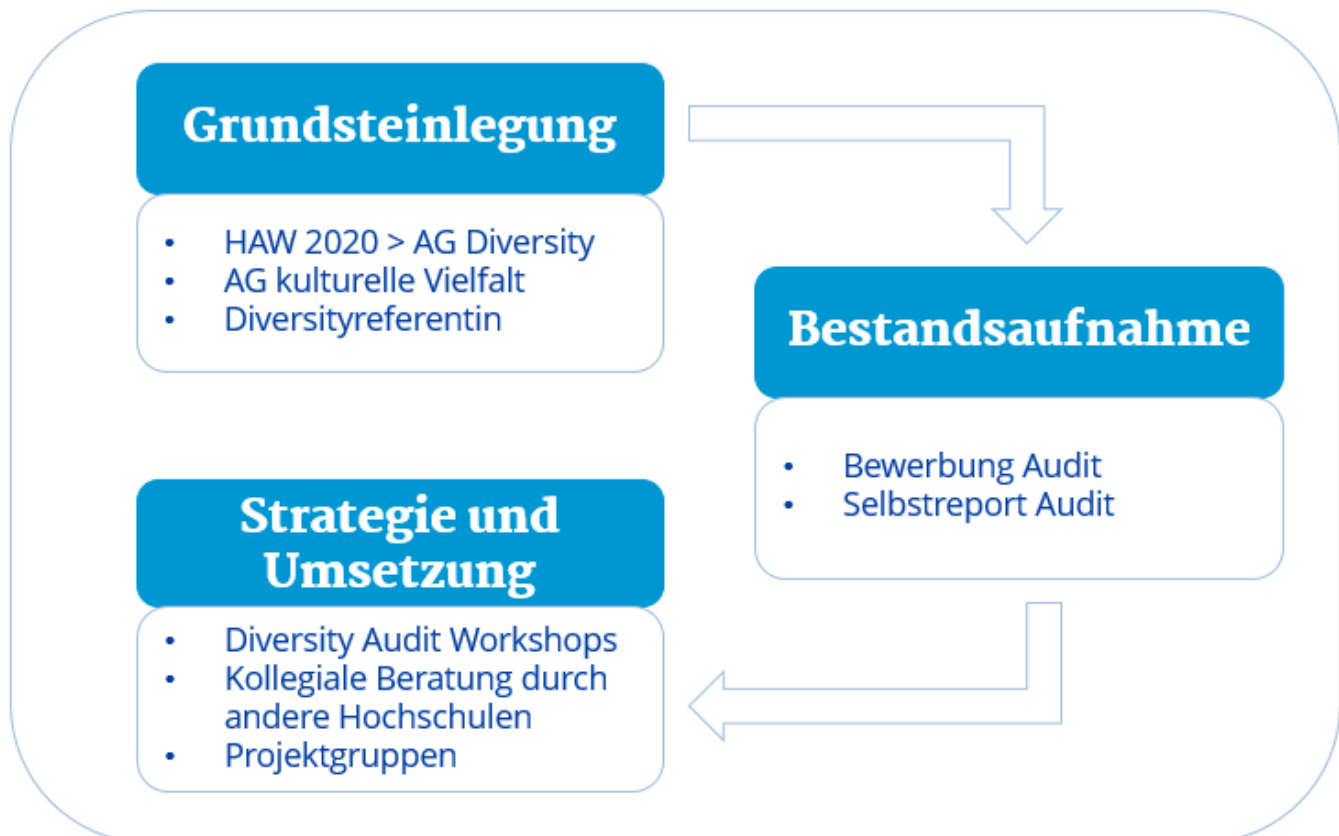 Grundsteinlegung
• HAW 2020 > AG Diversity
• AG kulturelle Vielfalt
• Diversityreferentin
Bestandsaufnahme
• Bewerbung Audit
• Selbstreport Audit
Strategie und
Umsetzung
• Diversity Audit Workshops
• Kollegiale Beratung durch
andere Hochschulen
• Projektgruppen